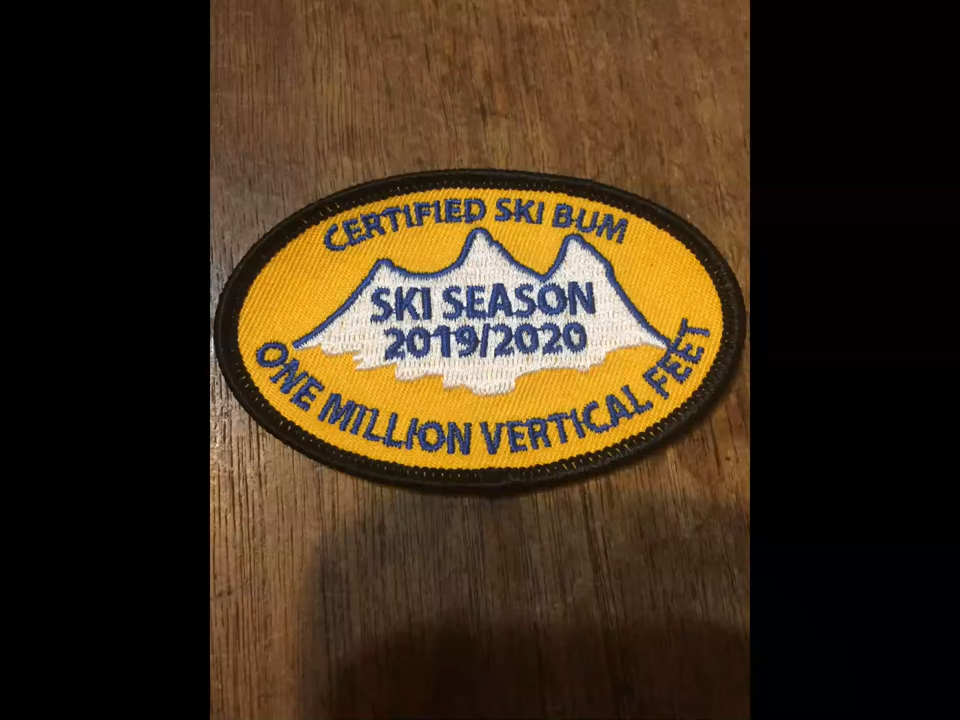 CERTIFIED SKI BUM
SKI SEASON
2019/2020
ONE MILLION VERTICAL FEET